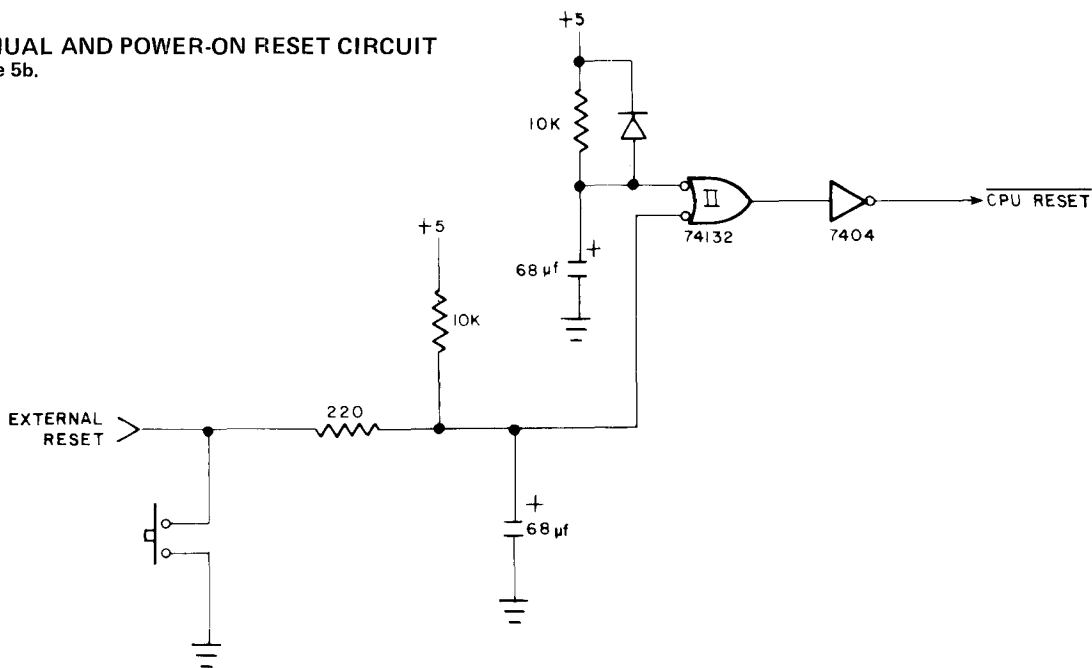 NUAL AND POWER-ON RESET CIRCUIT
e 5b.
+5
10K
74132
7404
CPU RESET
+
68 µf
+5
10K
EXTERNAL
RESET
220
+
68 µf